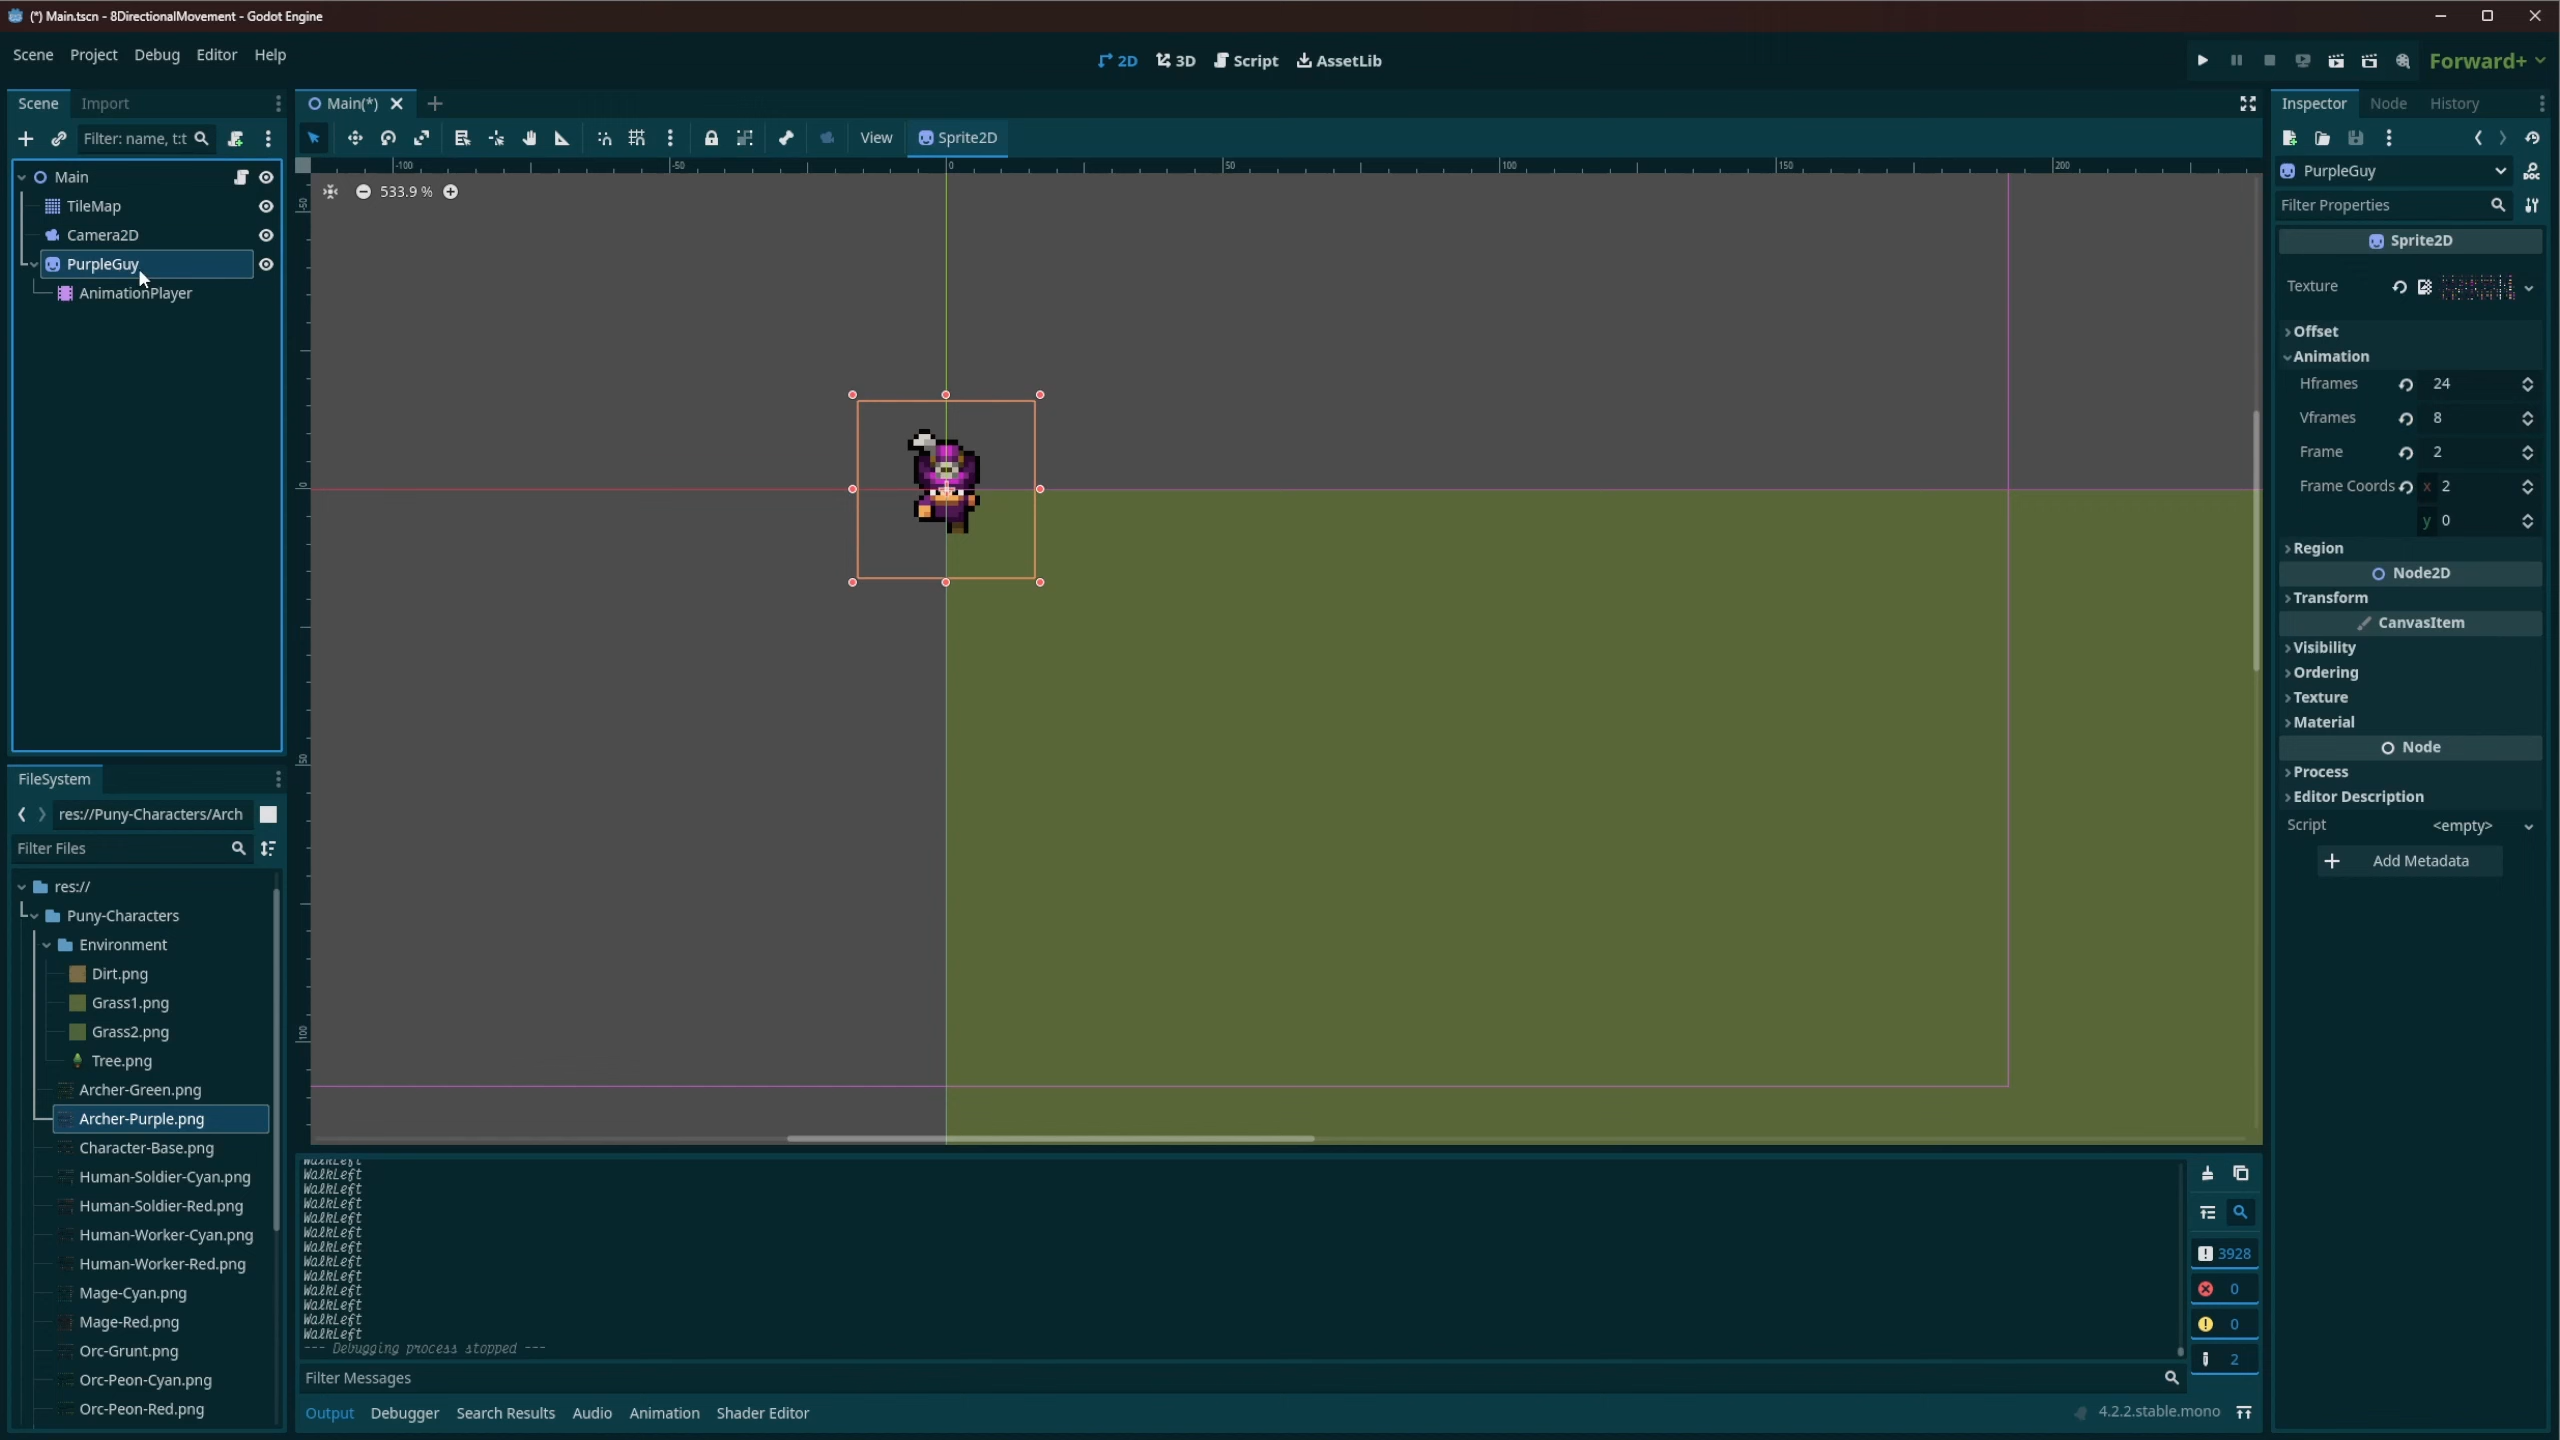 (*) Main.tscn - 8DirectionalMovement - Godot Engine
Scene Project Debug Editor Help
2D 3D Script AssetLib
Forward+
Scene Import
Main(*)
Inspector Node History
Filter: name, t:t
View Sprite2D
Main
TileMap
Camera2D
PurpleGuy
AnimationPlayer
-100 -50 0 50 100 150 200
533.9 %
-50
0
50
100
PurpleGuy
Filter Properties
Sprite2D
Texture
Offset
Animation
Hframes 24
Vframes 8
Frame 2
Frame Coords x 2
y 0
Region
Node2D
Transform
CanvasItem
Visibility
Ordering
Texture
Material
Node
Process
Editor Description
Script <empty>
Add Metadata
FileSystem
res://Puny-Characters/Arch
Filter Files
res://
Puny-Characters
Environment
Dirt.png
Grass1.png
Grass2.png
Tree.png
Archer-Green.png
Archer-Purple.png
Character-Base.png
Human-Soldier-Cyan.png
Human-Soldier-Red.png
Human-Worker-Cyan.png
Human-Worker-Red.png
Mage-Cyan.png
Mage-Red.png
Orc-Grunt.png
Orc-Peon-Cyan.png
Orc-Peon-Red.png
WalkLeft
WalkLeft
WalkLeft
WalkLeft
WalkLeft
WalkLeft
WalkLeft
WalkLeft
WalkLeft
WalkLeft
WalkLeft
WalkLeft
WalkLeft
--- Debugging process stopped ---
3928
0
0
2
Filter Messages
Output Debugger Search Results Audio Animation Shader Editor
4.2.2.stable.mono